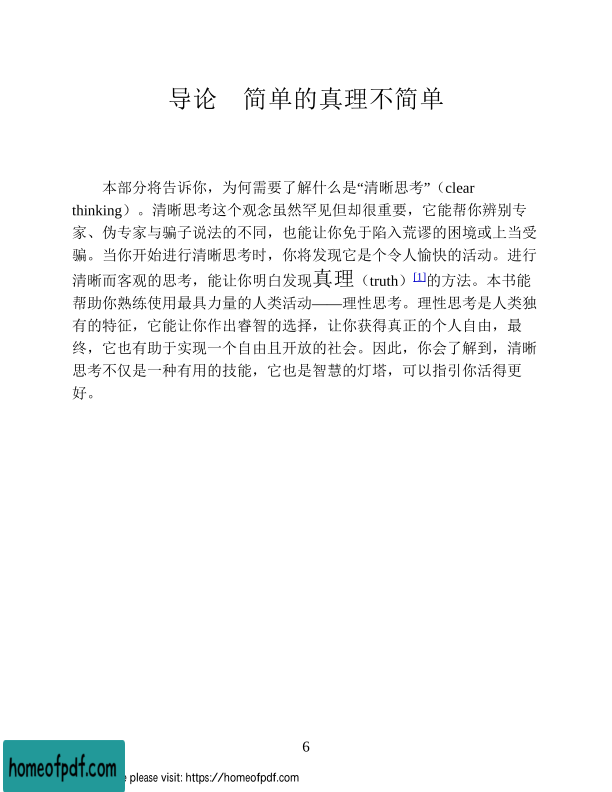 导论　简单的真理不简单
本部分将告诉你，为何需要了解什么是“清晰思考”（clear
thinking）。清晰思考这个观念虽然罕见但却很重要，它能帮你辨别专
家、伪专家与骗子说法的不同，也能让你免于陷入荒谬的困境或上当受
骗。当你开始进行清晰思考时，你将发现它是个令人愉快的活动。进行
清晰而客观的思考，能让你明白发现真理（truth）[1]的方法。本书能
帮助你熟练使用最具力量的人类活动——理性思考。理性思考是人类独
有的特征，它能让你作出睿智的选择，让你获得真正的个人自由，最
终，它也有助于实现一个自由且开放的社会。因此，你会了解到，清晰
思考不仅是一种有用的技能，它也是智慧的灯塔，可以指引你活得更
好。
6
homeofpdf.com
please visit: https://homeofpdf.com